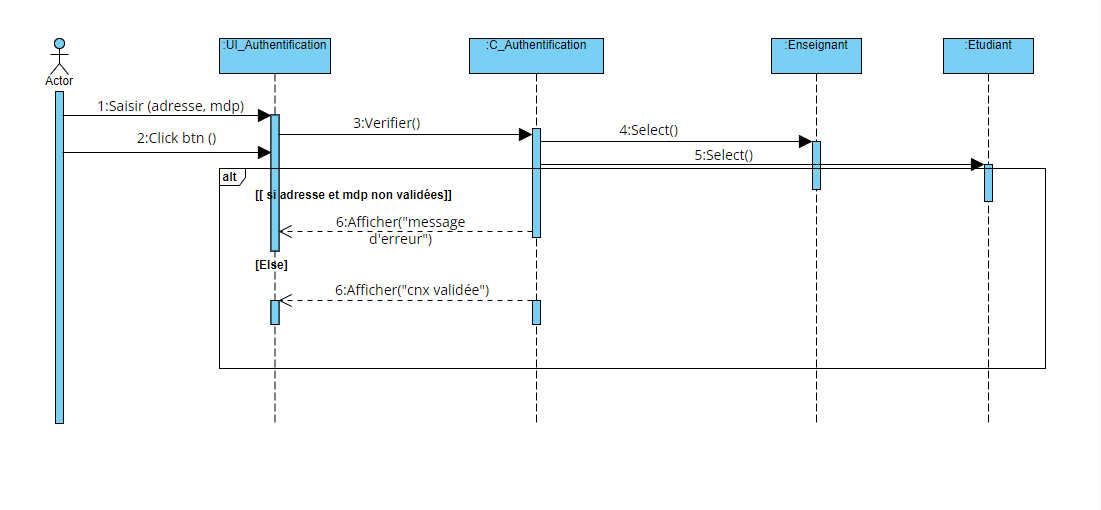 :UI_Authentification
:C_Authentification
:Enseignant
:Etudiant
Actor
1:Saisir (adresse, mdp)
3:Verifier()
4:Select()
2:Click btn ()
5:Select()
alt
[[ si adresse et mdp non validées]]
6:Afficher("message
d'erreur")
[Else]
6:Afficher("cnx validée")